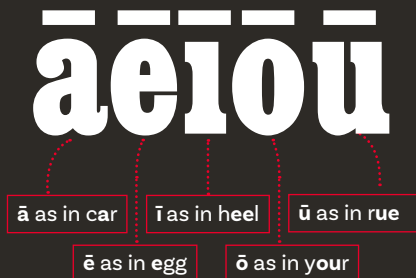 āēīōū
ā as in car
ī as in heel
ū as in rue
ē as in egg
ō as in your